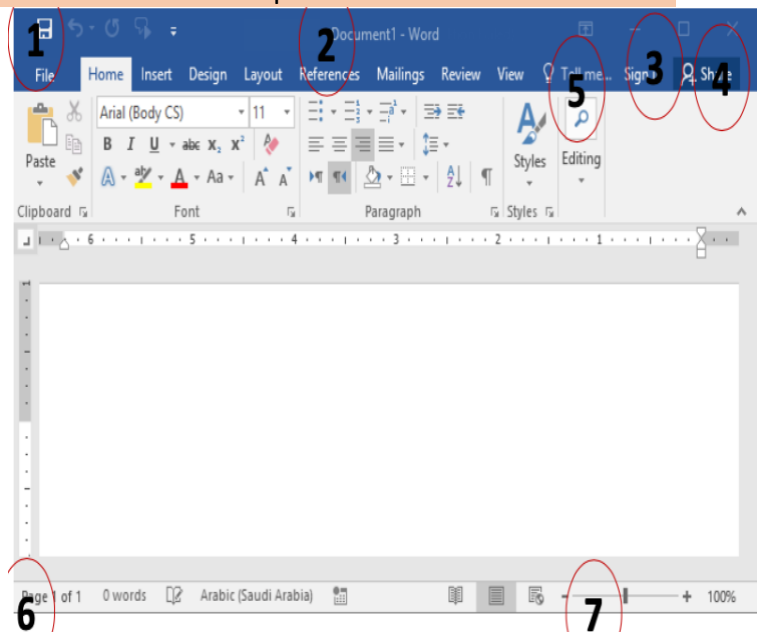 1
2
3
4
Document1 - Word
File Home Insert Design Layout References Mailings Review View Tell me... Sign Share
5
Arial (Body CS) 11
Paste
B I U abc X₂ X²
Styles
Editing
A aby A Aa A A
Clipboard Font Paragraph Styles
6 5 4 3 2 1
1
Page 1 of 1 0 words Arabic (Saudi Arabia) 100%
6
7